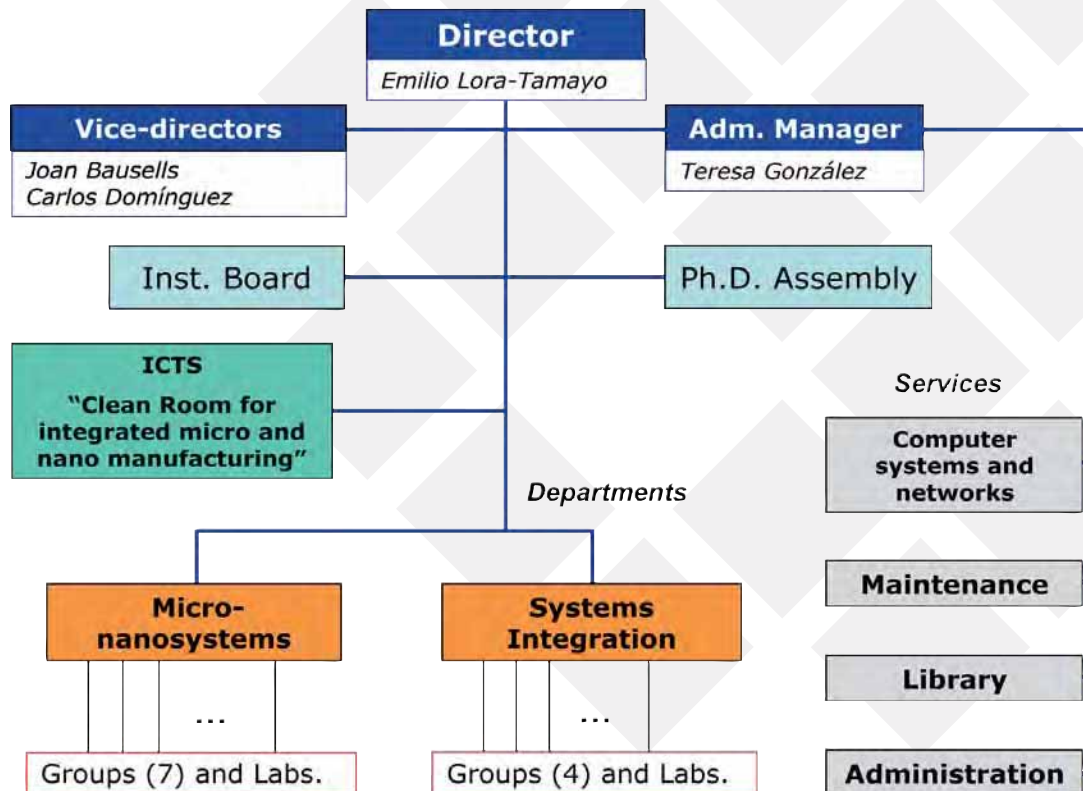 Director
Emilio Lora-Tamayo
Vice-directors
Joan Bausells
Carlos Domínguez
Adm. Manager
Teresa González
Inst. Board
Ph.D. Assembly
ICTS
“Clean Room for
integrated micro and
nano manufacturing”
Services
Computer
systems and
networks
Departments
Maintenance
Micro-
nanosystems
Systems
Integration
Library
...
...
Groups (7) and Labs.
Groups (4) and Labs.
Administration